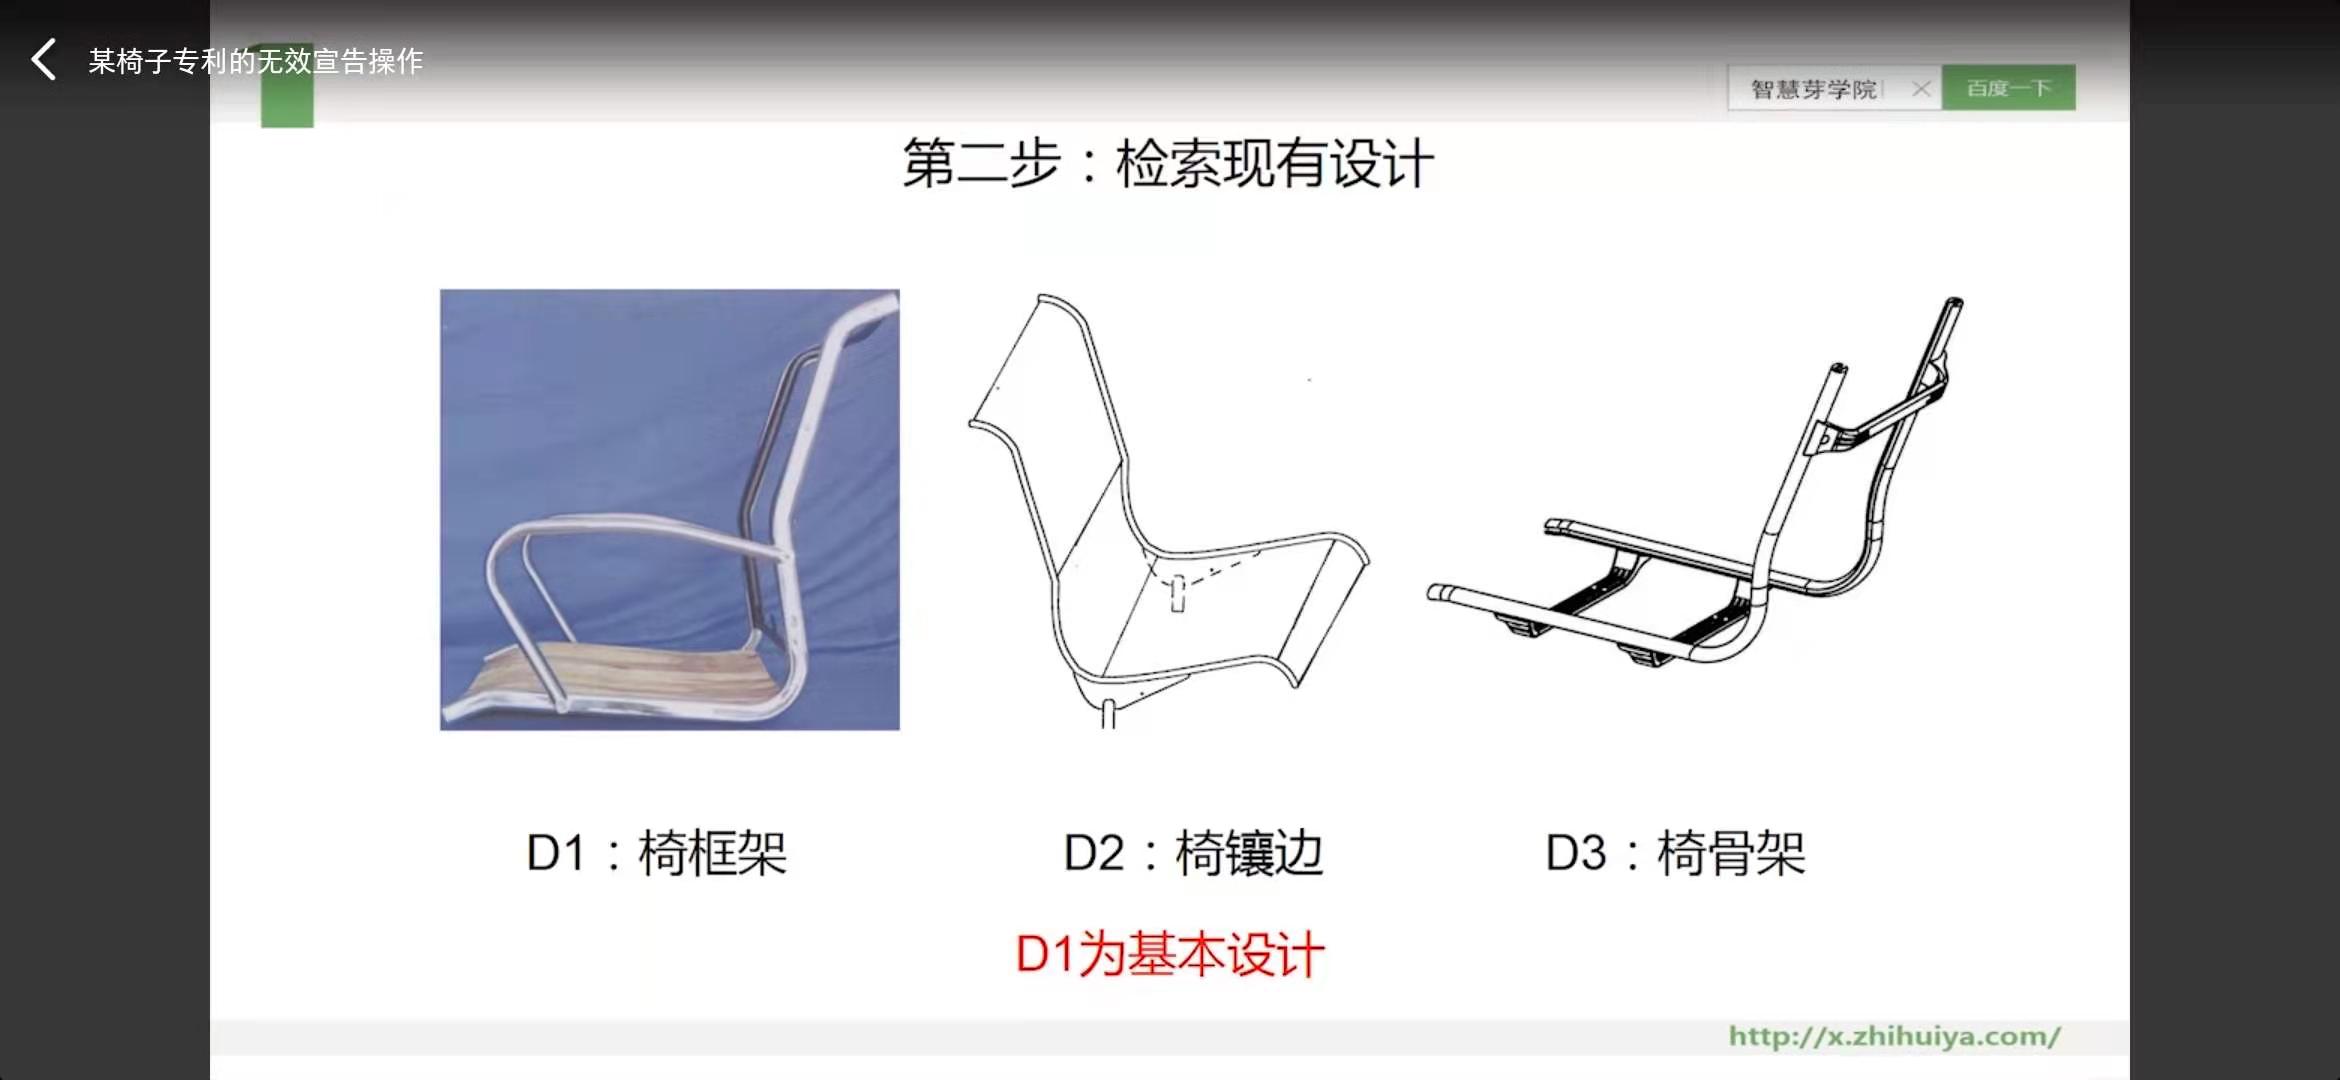 某椅子专利的无效宣告操作
智慧芽学院
百度一下
第二步：检索现有设计
D1：椅框架
D2：椅镶边
D3：椅骨架
D1为基本设计
http://x.zhihuiya.com/